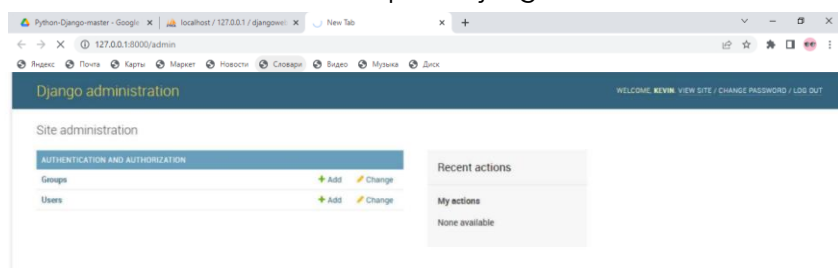 Python-Django-master - Google
localhost / 127.0.0.1 / djangowe
New Tab
127.0.0.1:8000/admin
Яндекс Почта Карты Маркет Новости Словари Видео Музыка Диск
Django administration
WELCOME, KEVIN. VIEW SITE / CHANGE PASSWORD / LOG OUT
Site administration
AUTHENTICATION AND AUTHORIZATION
Groups + Add Change
Users + Add Change
Recent actions
My actions
None available